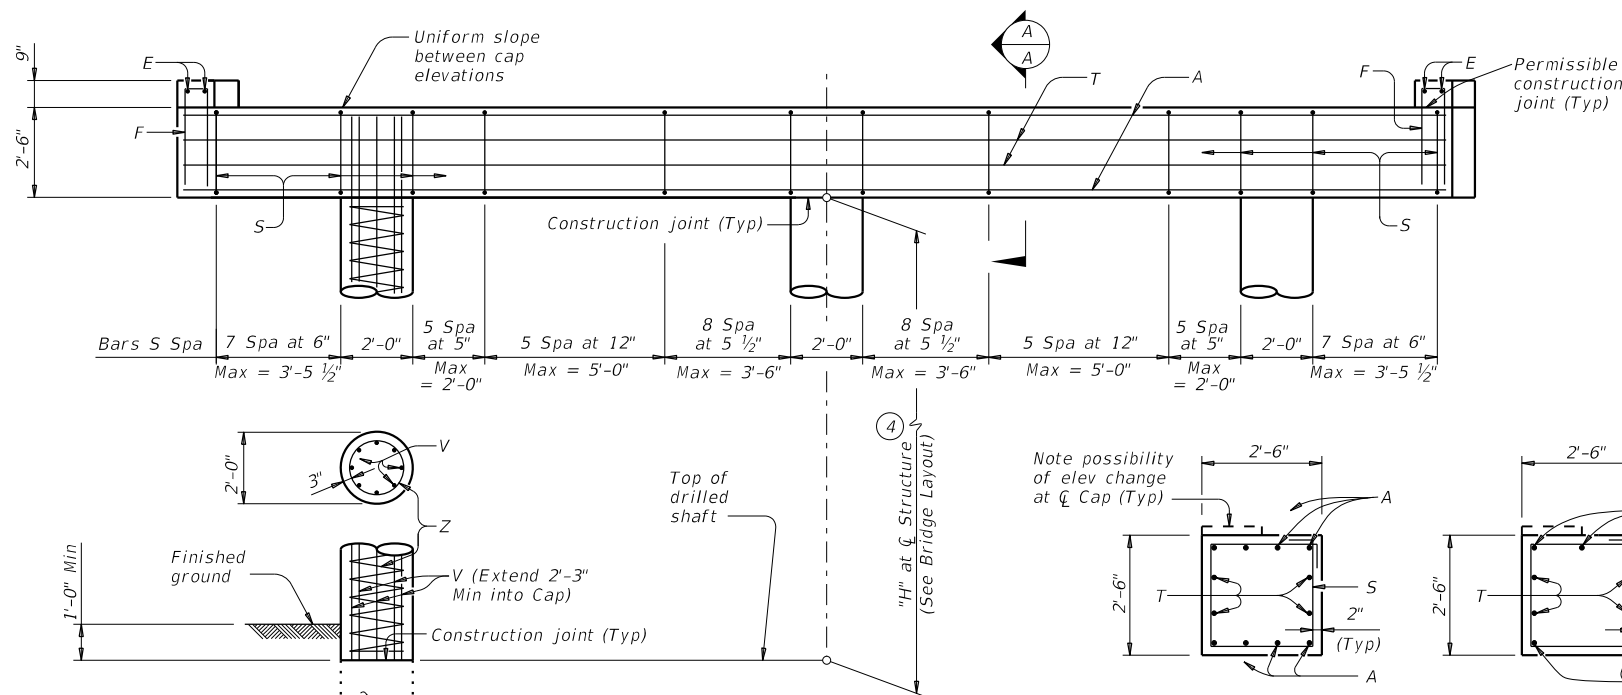 A
A
Uniform slope
between cap
elevations
9"
E
T
A
F
E
Permissible
construction
joint (Typ)
F
2'-6"
S
Construction joint (Typ)
S
Bars S Spa
7 Spa at 6"
Max = 3'-5 ½"
2'-0"
5 Spa
at 5"
Max
= 2'-0"
5 Spa at 12"
Max = 5'-0"
8 Spa
at 5 ½"
Max = 3'-6"
2'-0"
8 Spa
at 5 ½"
Max = 3'-6"
5 Spa at 12"
Max = 5'-0"
5 Spa
at 5"
Max
= 2'-0"
2'-0"
7 Spa at 6"
Max = 3'-5 ½"
4
"H" at ℄ Structure
(See Bridge Layout)
2'-0"
3"
V
Z
Top of
drilled
shaft
Finished
ground
1'-0" Min
V (Extend 2'-3"
Min into Cap)
Construction joint (Typ)
Note possibility
of elev change
at ℄ Cap (Typ)
2'-6"
A
2'-6"
T
S
2"
(Typ)
A
2'-6"
2'-6"
T